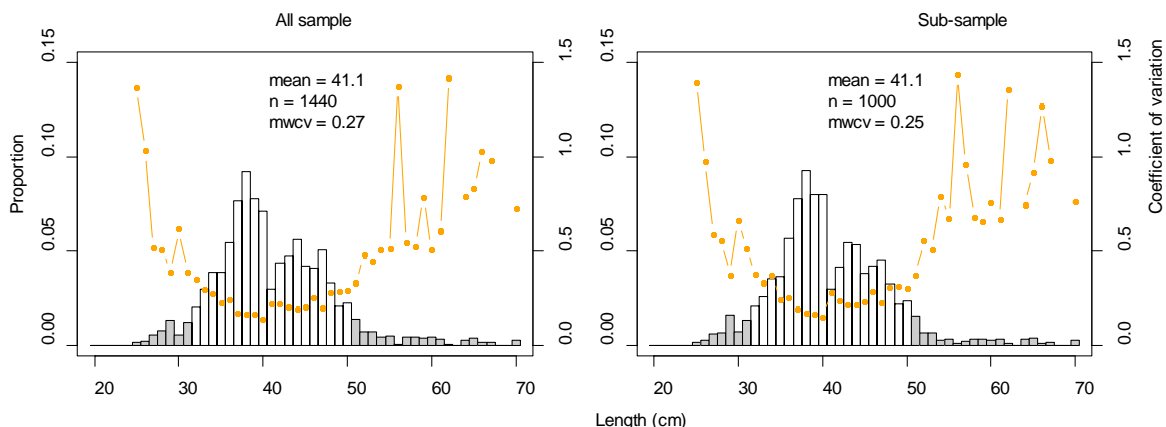 All sample
Sub-sample
Proportion
0.00 0.05 0.10 0.15
mean = 41.1
n = 1440
mwcv = 0.27
0.0 0.5 1.0 1.5
20 30 40 50 60 70
mean = 41.1
n = 1000
mwcv = 0.25
0.00 0.05 0.10 0.15
0.0 0.5 1.0 1.5
20 30 40 50 60 70
Coefficient of variation
Length (cm)